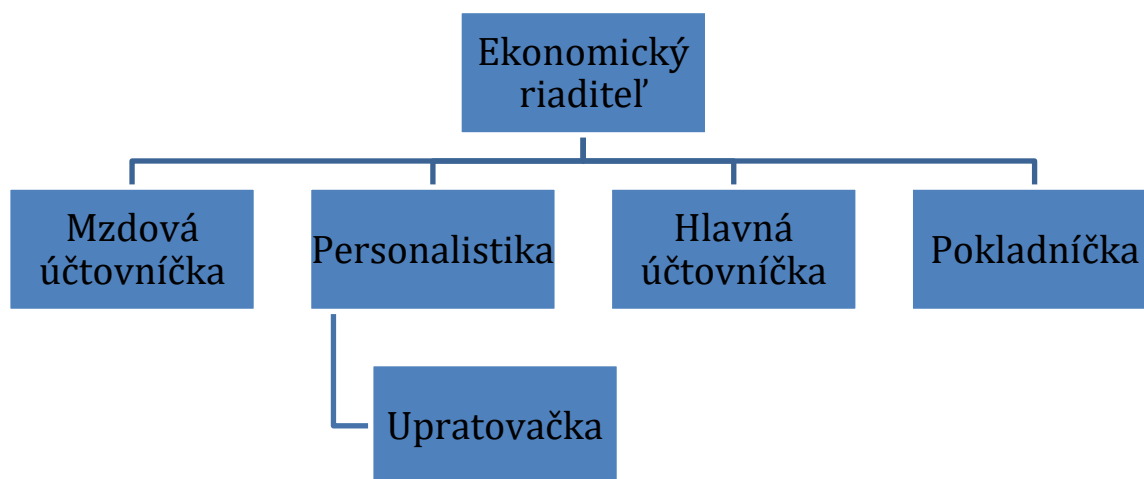 Ekonomický
riaditeľ
Mzdová
účtovníčka
Personalistika
Hlavná
účtovníčka
Pokladníčka
Upratovačka